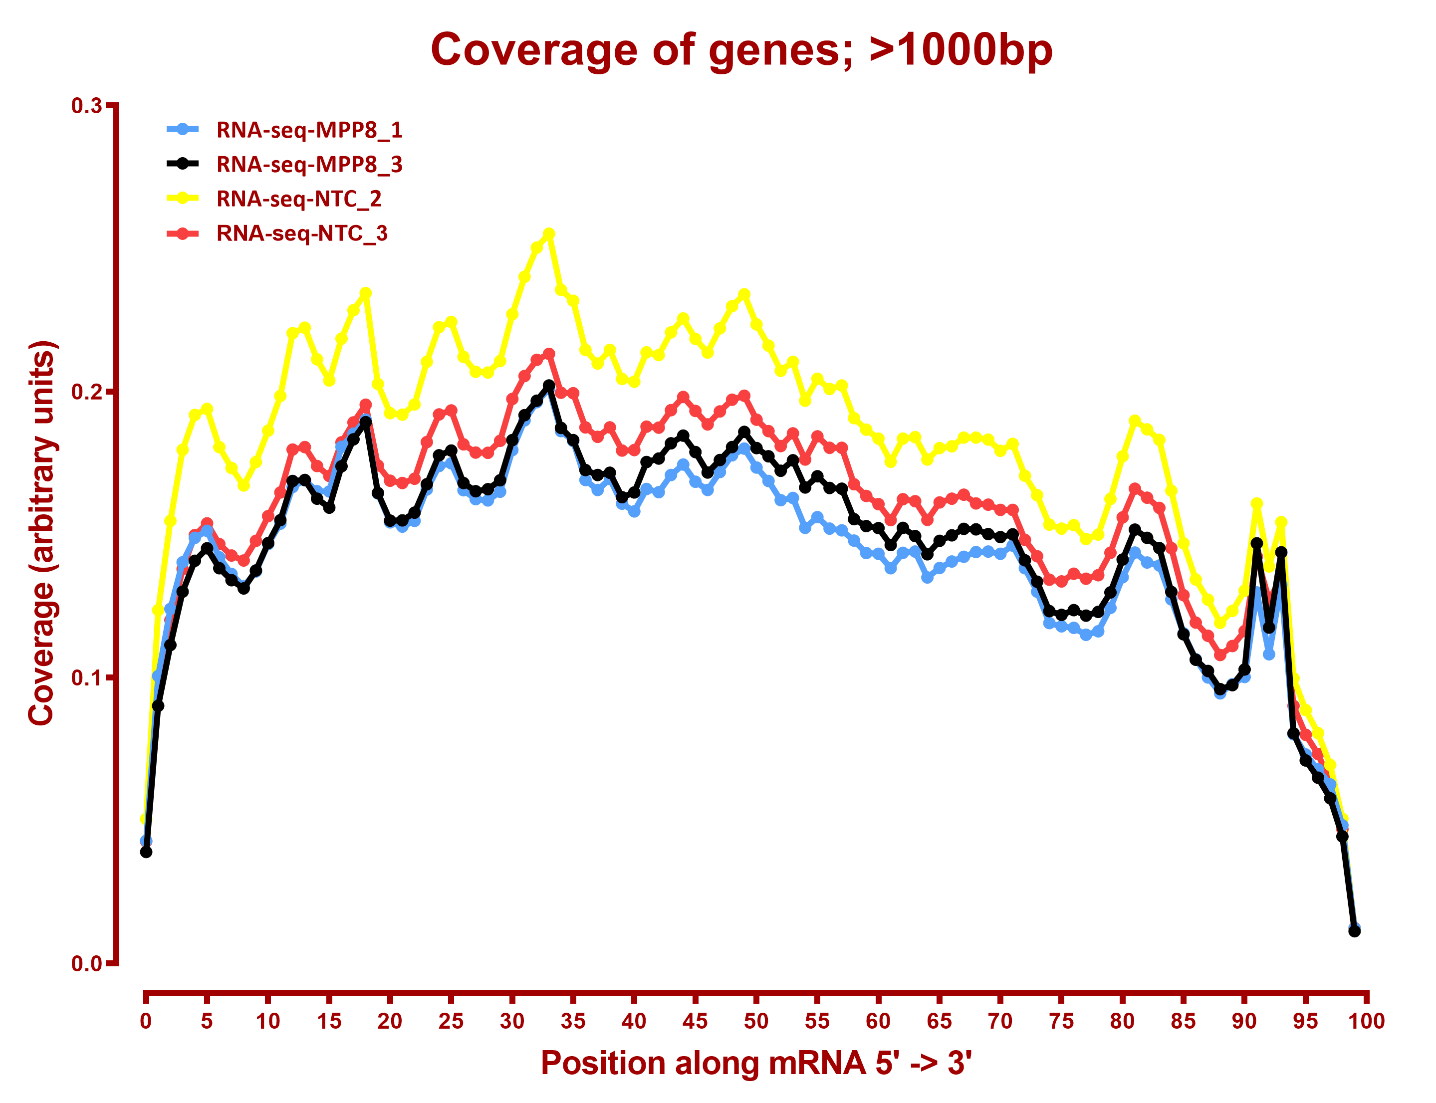 Coverage of genes; >1000bp
0.3
RNA-seq-MPP8_1
RNA-seq-MPP8_3
RNA-seq-NTC_2
RNA-seq-NTC_3
0.2
Coverage (arbitrary units)
0.1
0.0
0 5 10 15 20 25 30 35 40 45 50 55 60 65 70 75 80 85 90 95 100
Position along mRNA 5' -> 3'